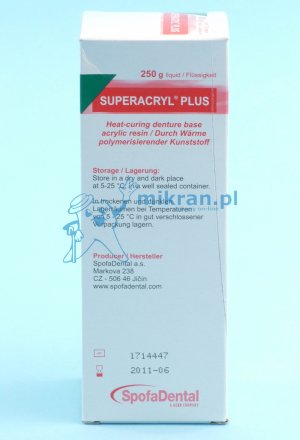 250 g liquid / Flüssigkeit
SUPERACRYL® PLUS
Heat-curing denture base
acrylic resin / Durch Wärme
polymerisierender Kunststoff
Storage / Lagerung:
Store in a dry and dark place
at 5-25 °C, in a well sealed container.
In trockenen und dunklen
Lagerräumen bei Temperaturen
von 5 - 25 °C in gut verschlossener
Verpackung lagern.
mikran.pl
Producer / Hersteller
SpofaDental a.s.
Markova 238
CZ - 506 46 Jičín
www.spofadental.com
1714447
2011-06
SpofaDental
A KERR COMPANY